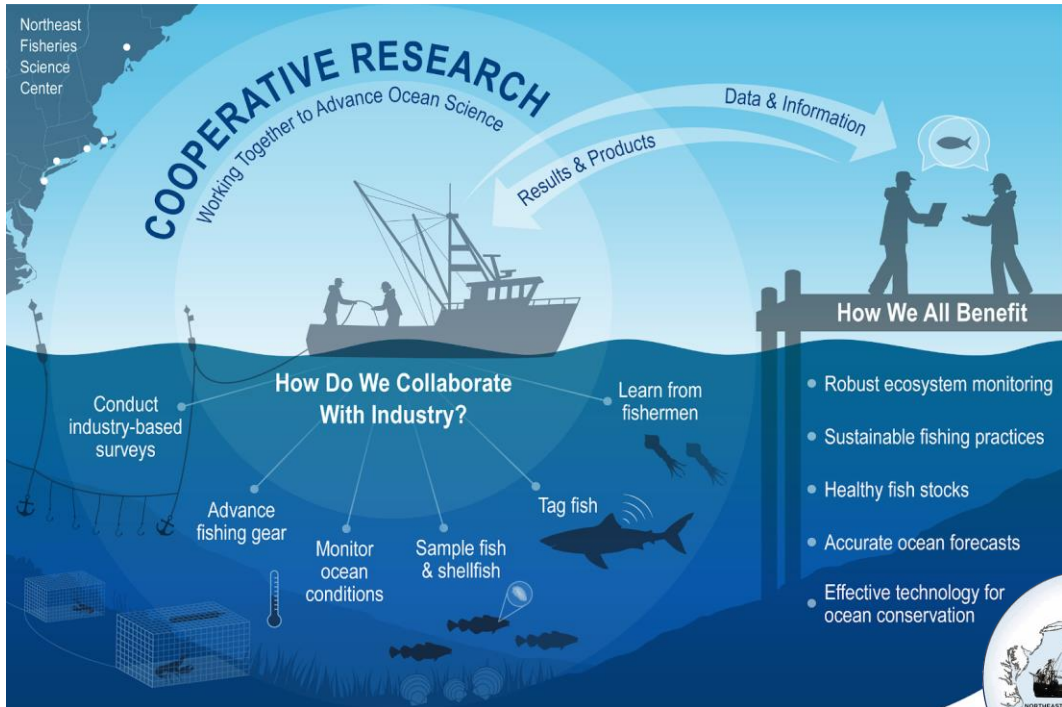 Northeast
Fisheries
Science
Center
COOPERATIVE RESEARCH
Working Together to Advance Ocean Science
Data & Information
Results & Products
How We All Benefit
Robust ecosystem monitoring
Sustainable fishing practices
Healthy fish stocks
Accurate ocean forecasts
Effective technology for
ocean conservation
How Do We Collaborate
With Industry?
Conduct
industry-based
surveys
Advance
fishing gear
Monitor
ocean
conditions
Sample fish
& shellfish
Tag fish
Learn from
fishermen
NORTHEAST